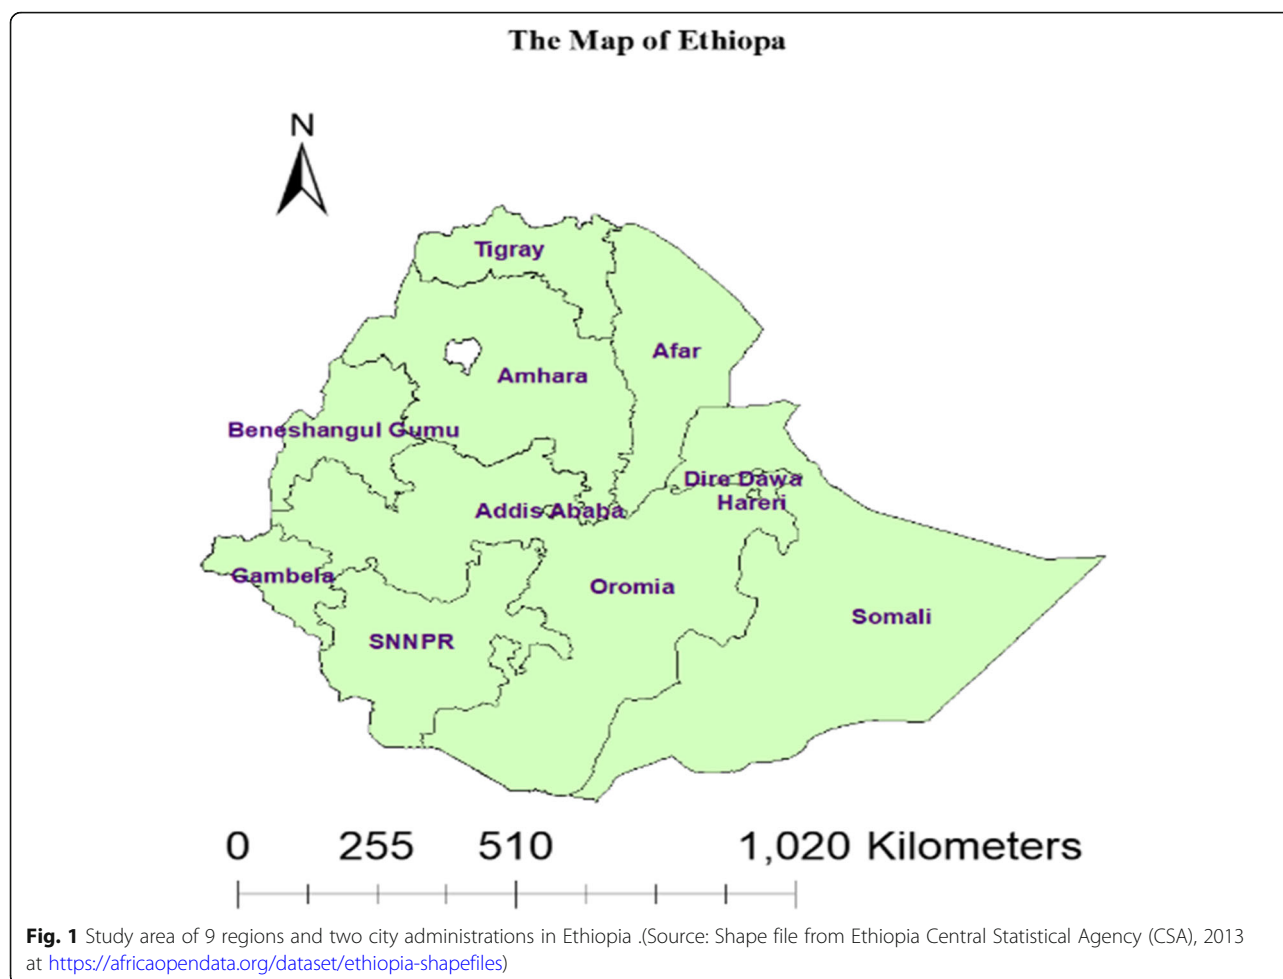 The Map of Ethiopa
N
Tigray
Afar
Amhara
Beneshangul Gumu
Dire Dawa
Hareri
Addis Ababa
Gambela
Oromia
Somali
SNNPR
0 255 510 1,020 Kilometers
Fig. 1 Study area of 9 regions and two city administrations in Ethiopia .(Source: Shape file from Ethiopia Central Statistical Agency (CSA), 2013
at https://africaopendata.org/dataset/ethiopia-shapefiles)